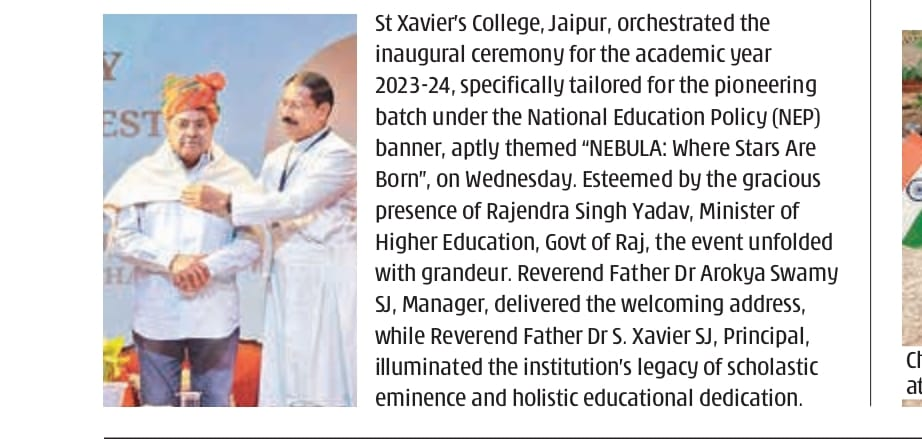 Y
EST
HA
St Xavier's College, Jaipur, orchestrated the
inaugural ceremony for the academic year
2023-24, specifically tailored for the pioneering
batch under the National Education Policy (NEP)
banner, aptly themed “NEBULA: Where Stars Are
Born”, on Wednesday. Esteemed by the gracious
presence of Rajendra Singh Yadav, Minister of
Higher Education, Govt of Raj, the event unfolded
with grandeur. Reverend Father Dr Arokya Swamy
SJ, Manager, delivered the welcoming address,
while Reverend Father Dr S. Xavier SJ, Principal,
illuminated the institution's legacy of scholastic
eminence and holistic educational dedication.
Ch
at